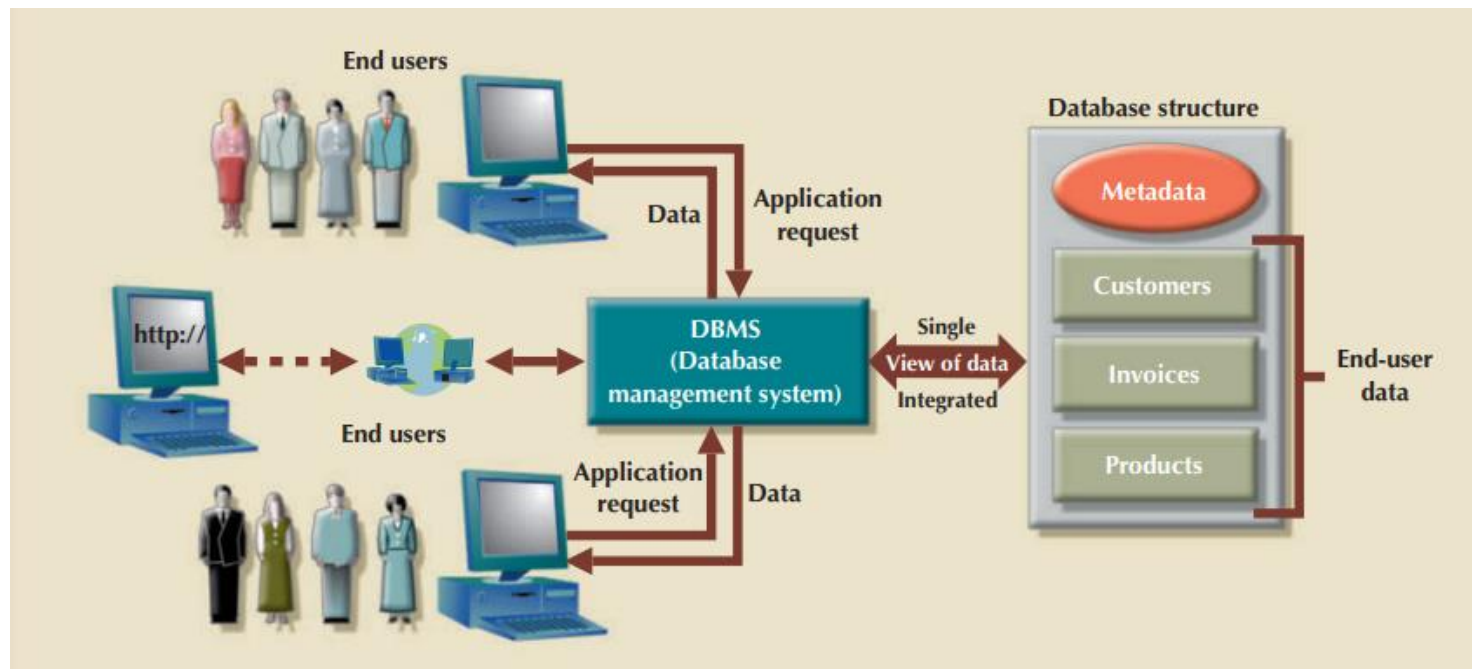 End users
Database structure
Metadata
Data
Application
request
Customers
http://
DBMS
(Database
management system)
Single
View of data
Integrated
Invoices
End-user
data
End users
Products
Application
request
Data